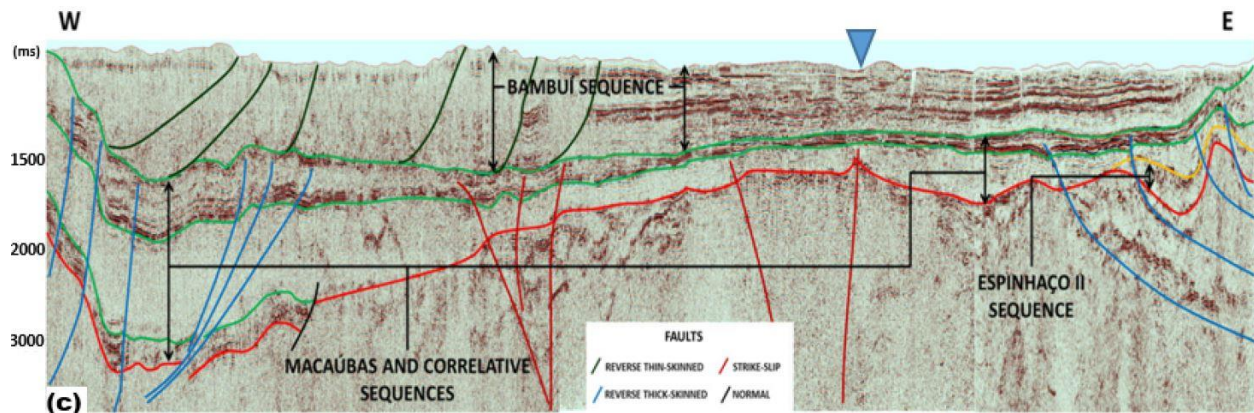 W
E
(ms)
BAMBUÍ SEQUENCE
1500
2000
ESPINHAÇO II
SEQUENCE
3000
FAULTS
REVERSE THIN-SKINNED
STRIKE-SLIP
REVERSE THICK-SKINNED
NORMAL
MACAÚBAS AND CORRELATIVE
SEQUENCES
(c)